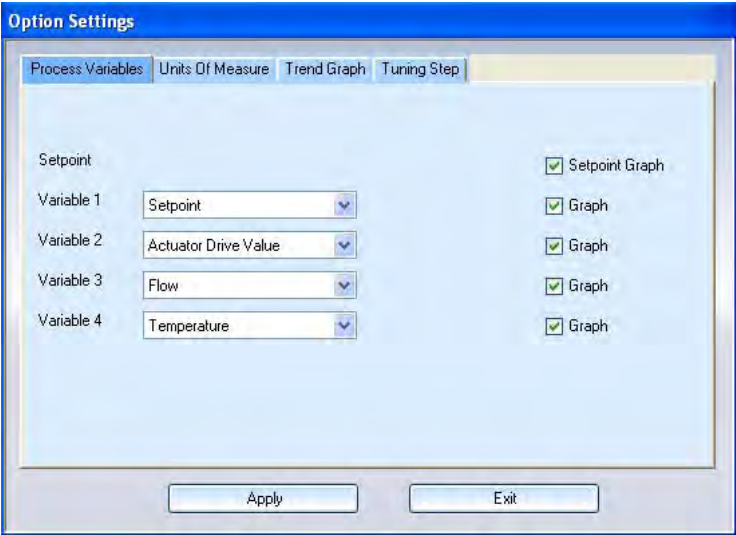 Option Settings
Process Variables Units Of Measure Trend Graph Tuning Step
Setpoint Setpoint Graph
Variable 1 Setpoint Graph
Variable 2 Actuator Drive Value Graph
Variable 3 Flow Graph
Variable 4 Temperature Graph
Apply Exit